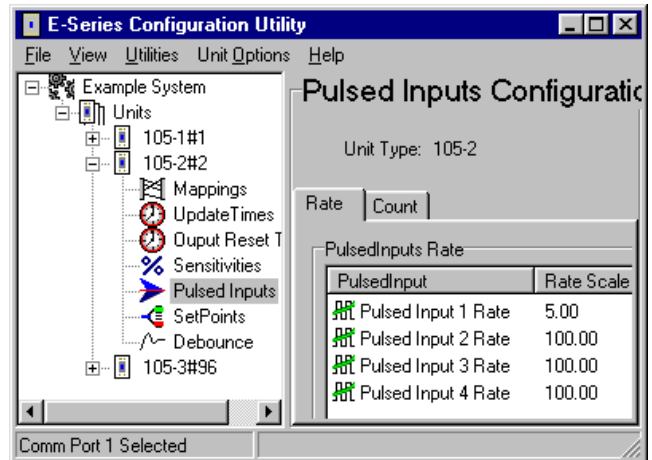 E-Series Configuration Utility
File View Utilities Unit Options Help
Example System
Units
105-1#1
105-2#2
Mappings
UpdateTimes
Ouput Reset T
Sensitivities
Pulsed Inputs
SetPoints
Debounce
105-3#96
Pulsed Inputs Configuratic
Unit Type: 105-2
Rate Count
PulsedInputs Rate
PulsedInput Rate Scale
Pulsed Input 1 Rate 5.00
Pulsed Input 2 Rate 100.00
Pulsed Input 3 Rate 100.00
Pulsed Input 4 Rate 100.00
Comm Port 1 Selected